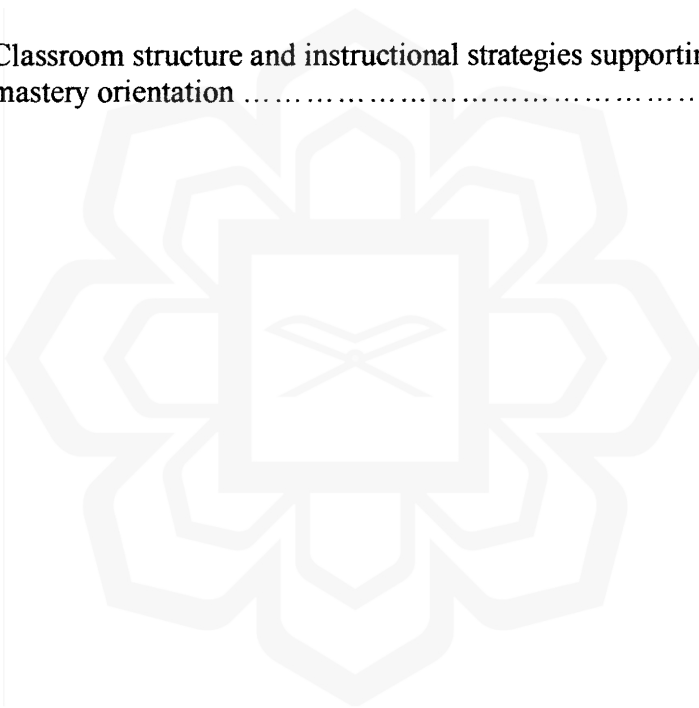 Classroom structure and instructional strategies supportin
mastery orientation ............................................